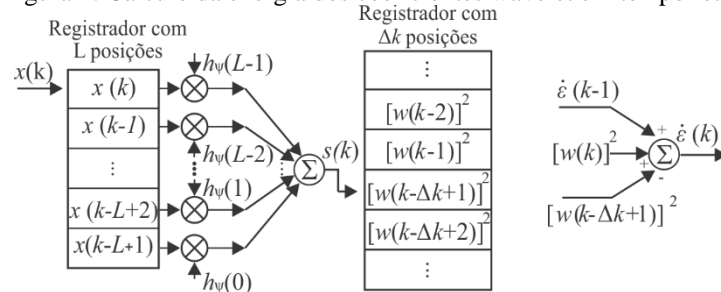 Registrador com
L posições
x(k)
x (k)
x (k-1)
⋮
x (k-L+2)
x(k-L+1)
hψ(L-1)
hψ(L-2)
hψ(1)
hψ(0)
Σ
s(k)
Registrador com
Δk posições
⋮
[w(k-2)]²
[w(k-1)]²
[w(k-Δk+1)]²
[w(k-Δk+2)]²
⋮
ε̇ (k-1)
[w(k)]²
[w(k-Δk+1)]²
+
+
-
Σ
ε̇ (k)